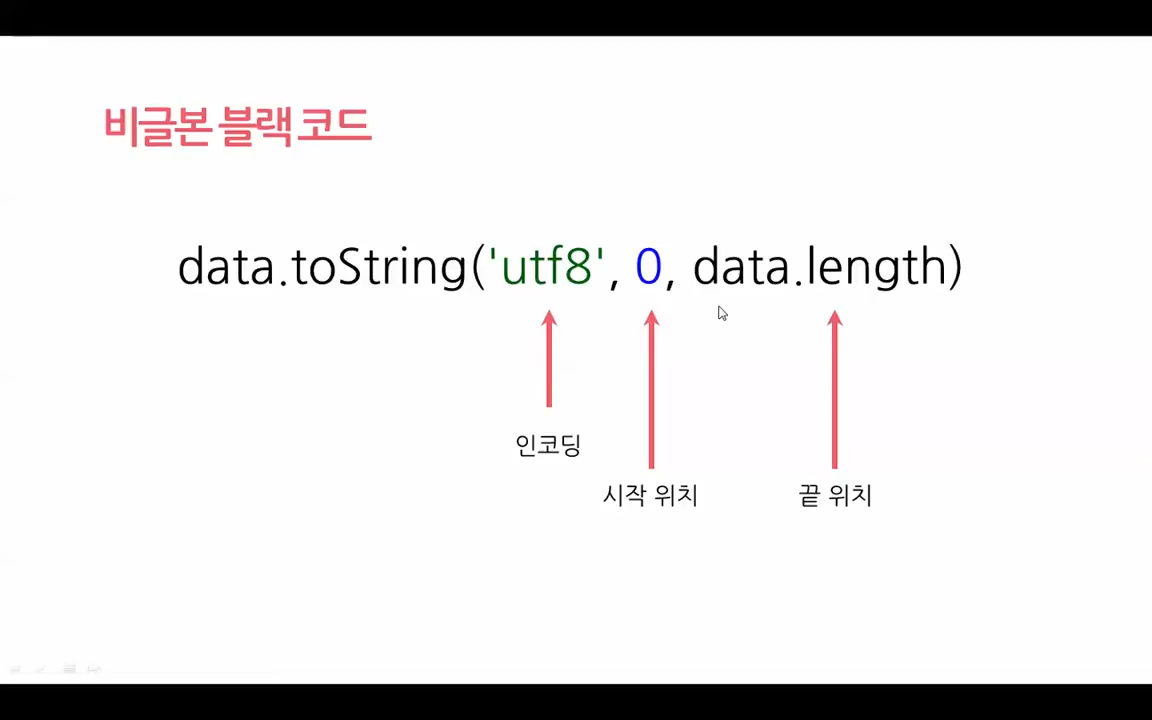 비글본 블랙 코드
data.toString('utf8', 0, data.length)
인코딩
시작 위치
끝 위치